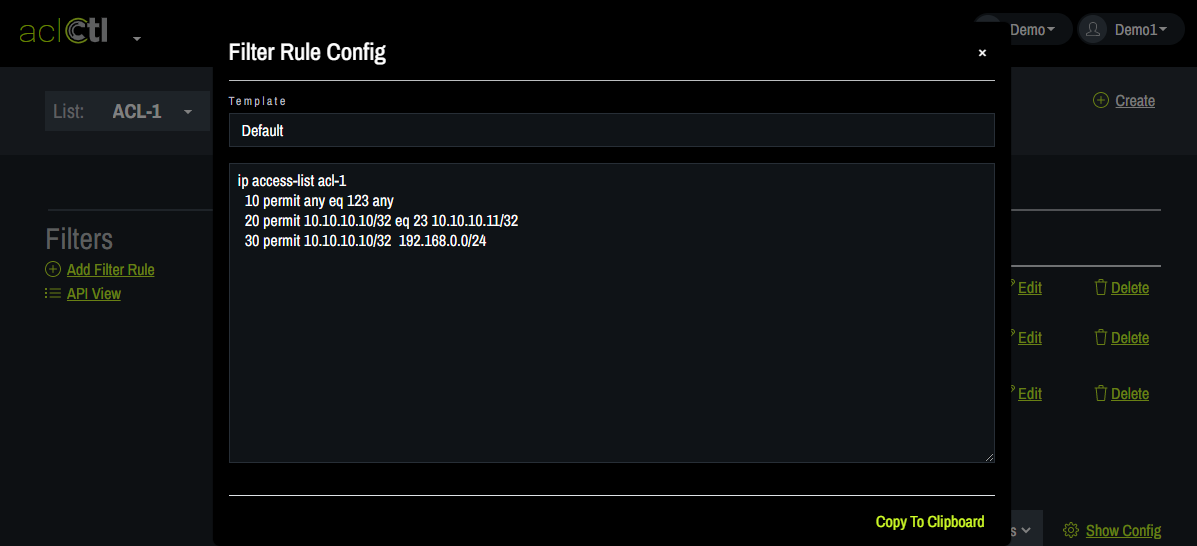 aclCtl
Demo
Demo1
Filter Rule Config
×
List: ACL-1
Create
Template
Default
ip access-list acl-1
10 permit any eq 123 any
20 permit 10.10.10.10/32 eq 23 10.10.10.11/32
30 permit 10.10.10.10/32 192.168.0.0/24
Filters
Add Filter Rule
API View
Edit Delete
Edit Delete
Edit Delete
Copy To Clipboard
Show Config